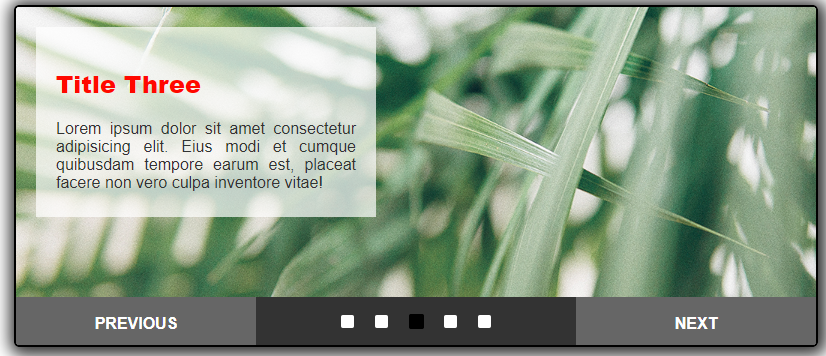 Title Three
Lorem ipsum dolor sit amet consectetur
adipisicing elit. Eius modi et cumque
quibusdam tempore earum est, placeat
facere non vero culpa inventore vitae!
PREVIOUS
NEXT